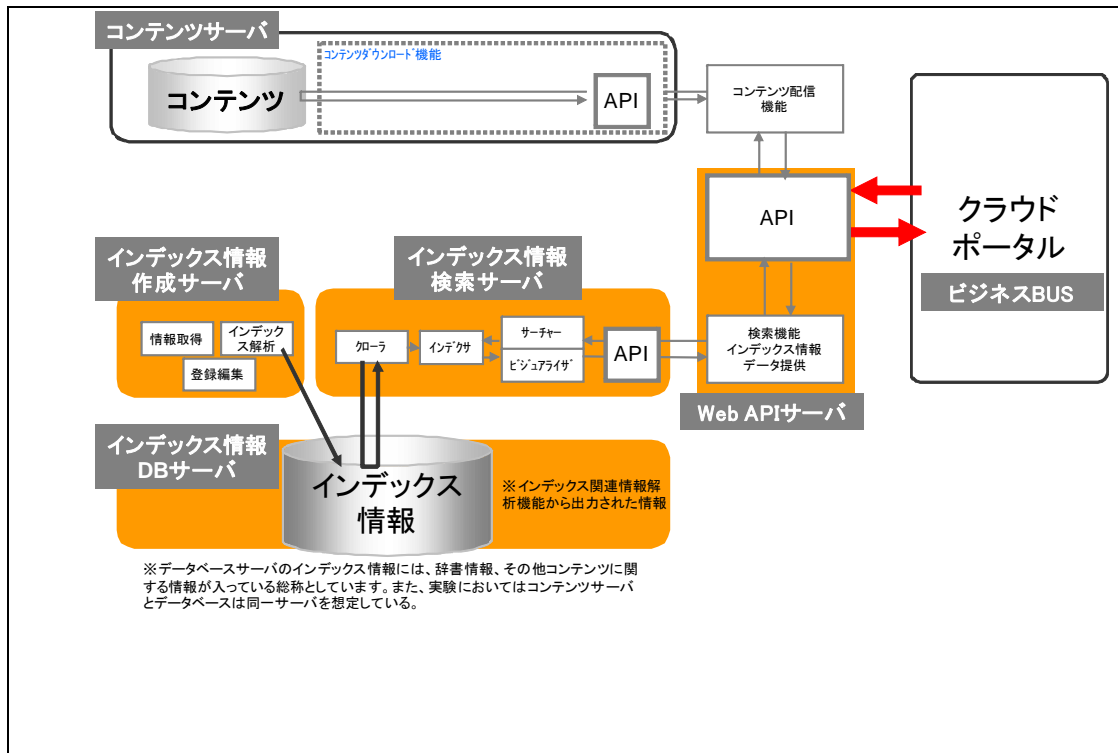 コンテンツサーバ
コンテンツダウンロード機能
コンテンツ
API
コンテンツ配信
機能
API
クラウド
ポータル
ビジネスBUS
インデックス情報
作成サーバ
情報取得
インデック
ス解析
登録編集
インデックス情報
検索サーバ
クローラ
インデクサ
サーチャー
ビジュアライザ
API
検索機能
インデックス情報
データ提供
Web APIサーバ
インデックス情報
DBサーバ
インデックス
情報
※インデックス関連情報解
析機能から出力された情報
※データベースサーバのインデックス情報には、辞書情報、その他コンテンツに関
する情報が入っている総称としています。また、実験においてはコンテンツサーバ
とデータベースは同一サーバを想定している。